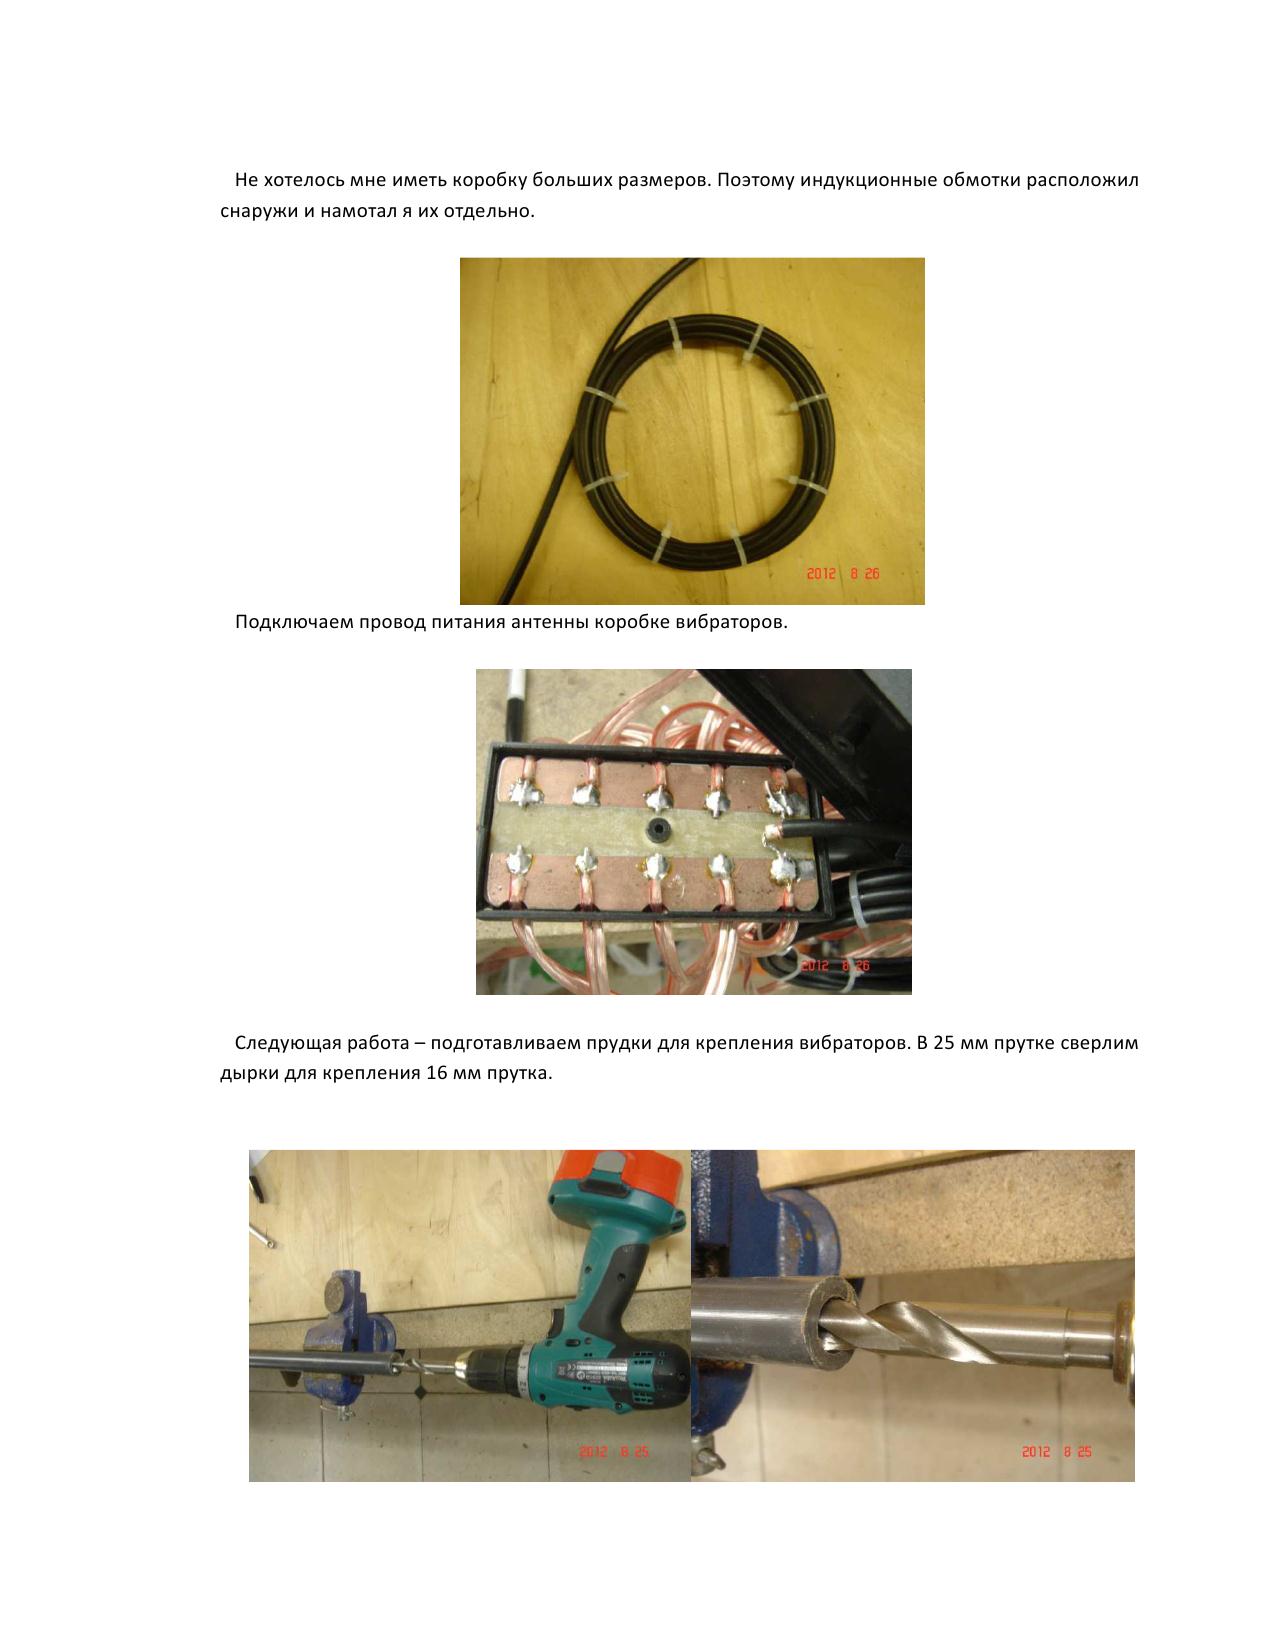 Не хотелось мне иметь коробку больших размеров. Поэтому индукционные обмотки расположил
снаружи и намотал я их отдельно.
2012 8 26
Подключаем провод питания антенны коробке вибраторов.
2012 8 26
Следующая работа – подготавливаем прудки для крепления вибраторов. В 25 мм прутке сверлим
дырки для крепления 16 мм прутка.
2012 8 25
2012 8 25